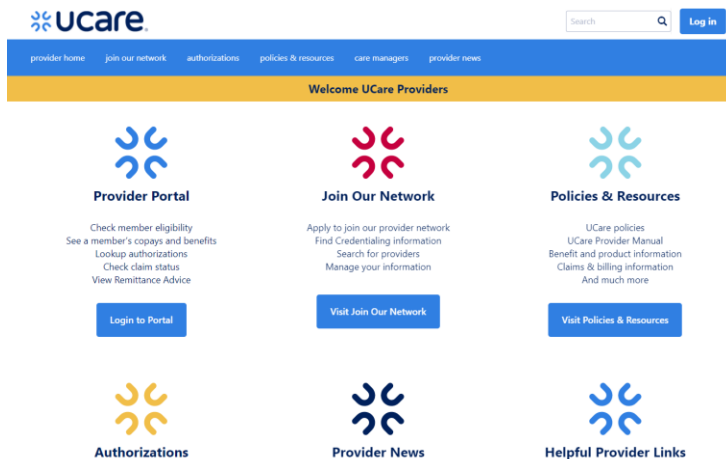 ucare.
Search
Log in
provider home join our network authorizations policies & resources care managers provider news
Welcome UCare Providers
Provider Portal
Check member eligibility
See a member's copays and benefits
Lookup authorizations
Check claim status
View Remittance Advice
Login to Portal
Join Our Network
Apply to join our provider network
Find Credentialing information
Search for providers
Manage your information
Visit Join Our Network
Policies & Resources
UCare policies
UCare Provider Manual
Benefit and product information
Claims & billing information
And much more
Visit Policies & Resources
Authorizations
Provider News
Helpful Provider Links